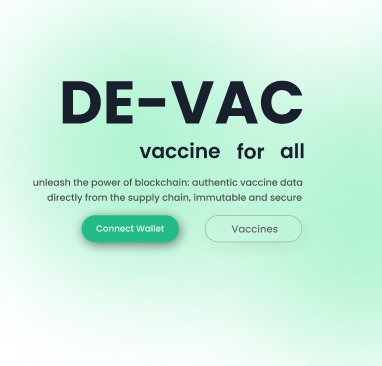 DE-VAC
vaccine for all
unleash the power of blockchain: authentic vaccine data
directly from the supply chain, immutable and secure
Connect Wallet
Vaccines